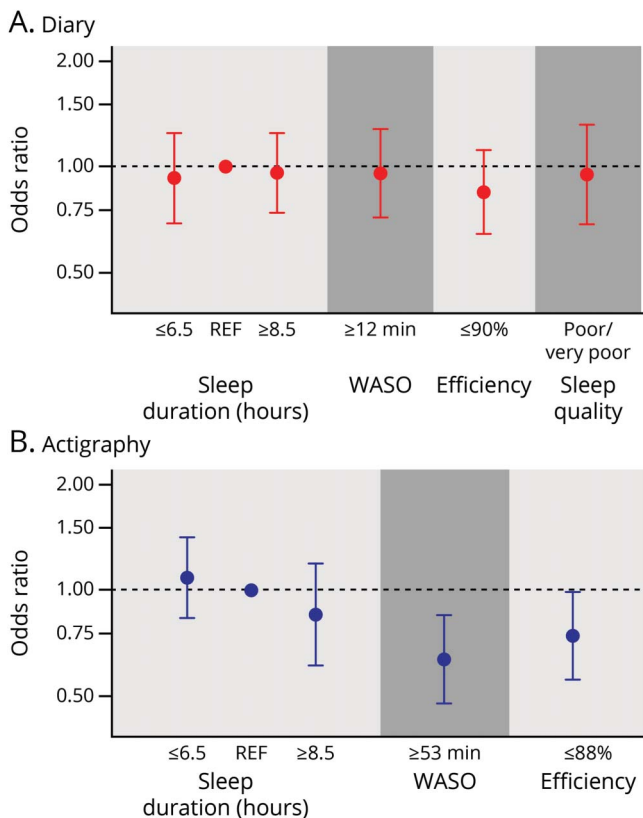 A. Diary
2.00
1.50
1.00
0.75
0.50
Odds ratio
≤6.5 REF ≥8.5 ≥12 min ≤90% Poor/
very poor
Sleep WASO Efficiency Sleep
duration (hours) quality
B. Actigraphy
2.00
1.50
1.00
0.75
0.50
Odds ratio
≤6.5 REF ≥8.5 ≥53 min ≤88%
Sleep WASO Efficiency
duration (hours)